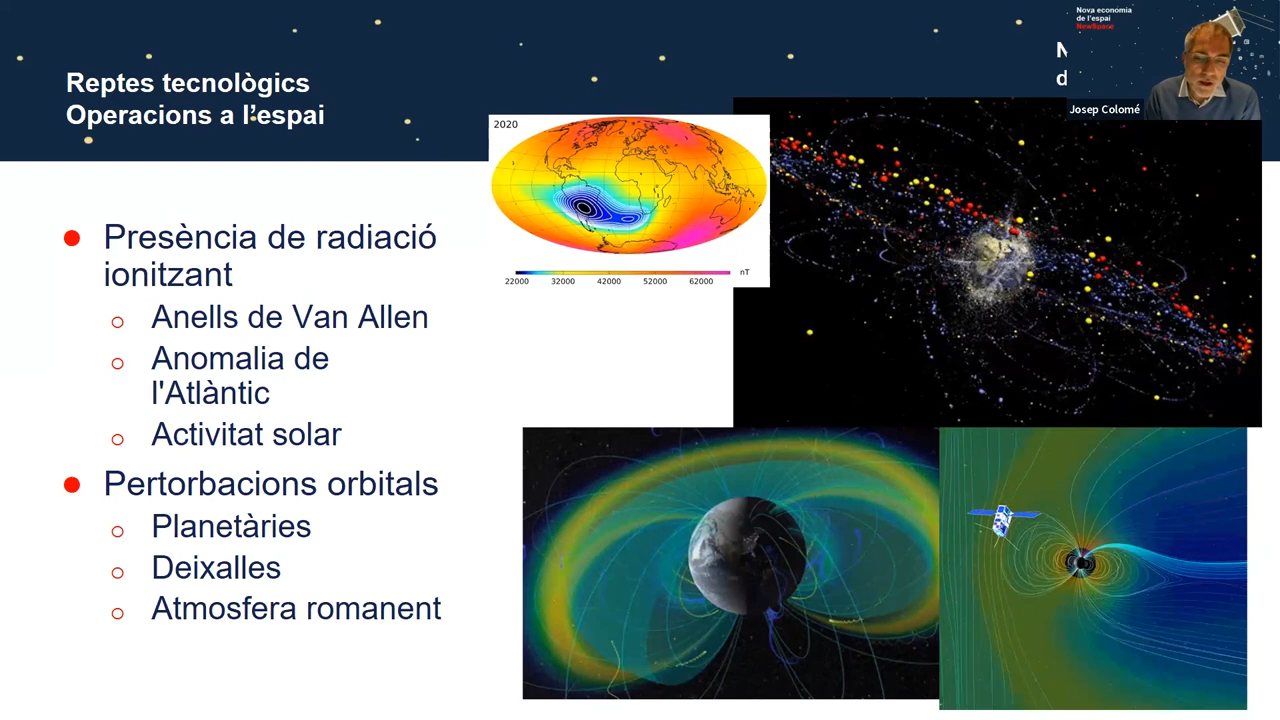 Reptes tecnològics
Operacions a l'espai
Nova economia
de l'espai
NewSpace
N
d
Josep Colomé
2020
nT
22000 32000 42000 52000 62000
Presència de radiació
ionitzant
Anells de Van Allen
Anomalia de
l'Atlàntic
Activitat solar
Pertorbacions orbitals
Planetàries
Deixalles
Atmosfera romanent